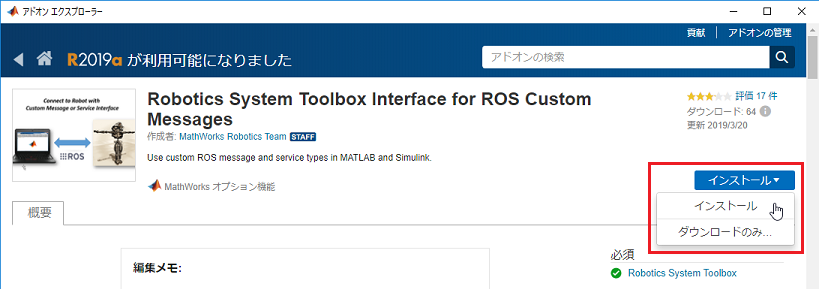 アドオン エクスプローラー
貢献 アドオンの管理
R2019a が利用可能になりました
アドオンの検索
Connect to Robot with
Custom Message or Service Interface
ROS
Robotics System Toolbox Interface for ROS Custom
Messages
作成者: MathWorks Robotics Team STAFF
Use custom ROS message and service types in MATLAB and Simulink.
MathWorks オプション機能
評価 17 件
ダウンロード: 64
更新 2019/3/20
インストール
インストール
ダウンロードのみ...
概要
編集メモ:
必須
Robotics System Toolbox